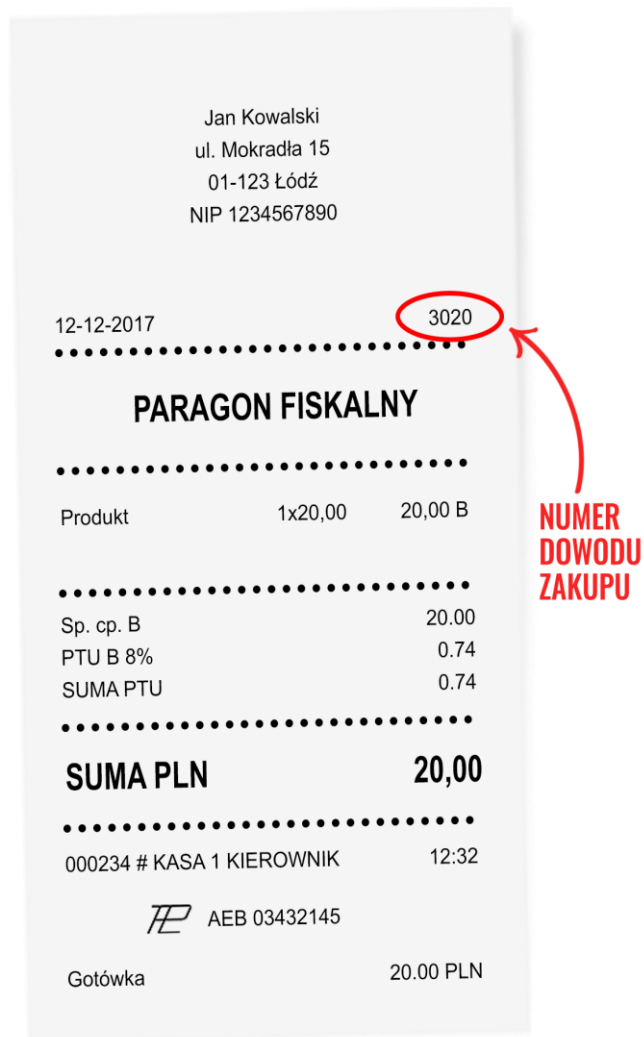 Jan Kowalski
ul. Mokradła 15
01-123 Łódź
NIP 1234567890
12-12-2017 3020
PARAGON FISKALNY
Produkt 1x20,00 20,00 B
Sp. cp. B 20.00
PTU B 8% 0.74
SUMA PTU 0.74
SUMA PLN 20,00
000234 # KASA 1 KIEROWNIK 12:32
AEB 03432145
Gotówka 20.00 PLN
NUMER
DOWODU
ZAKUPU